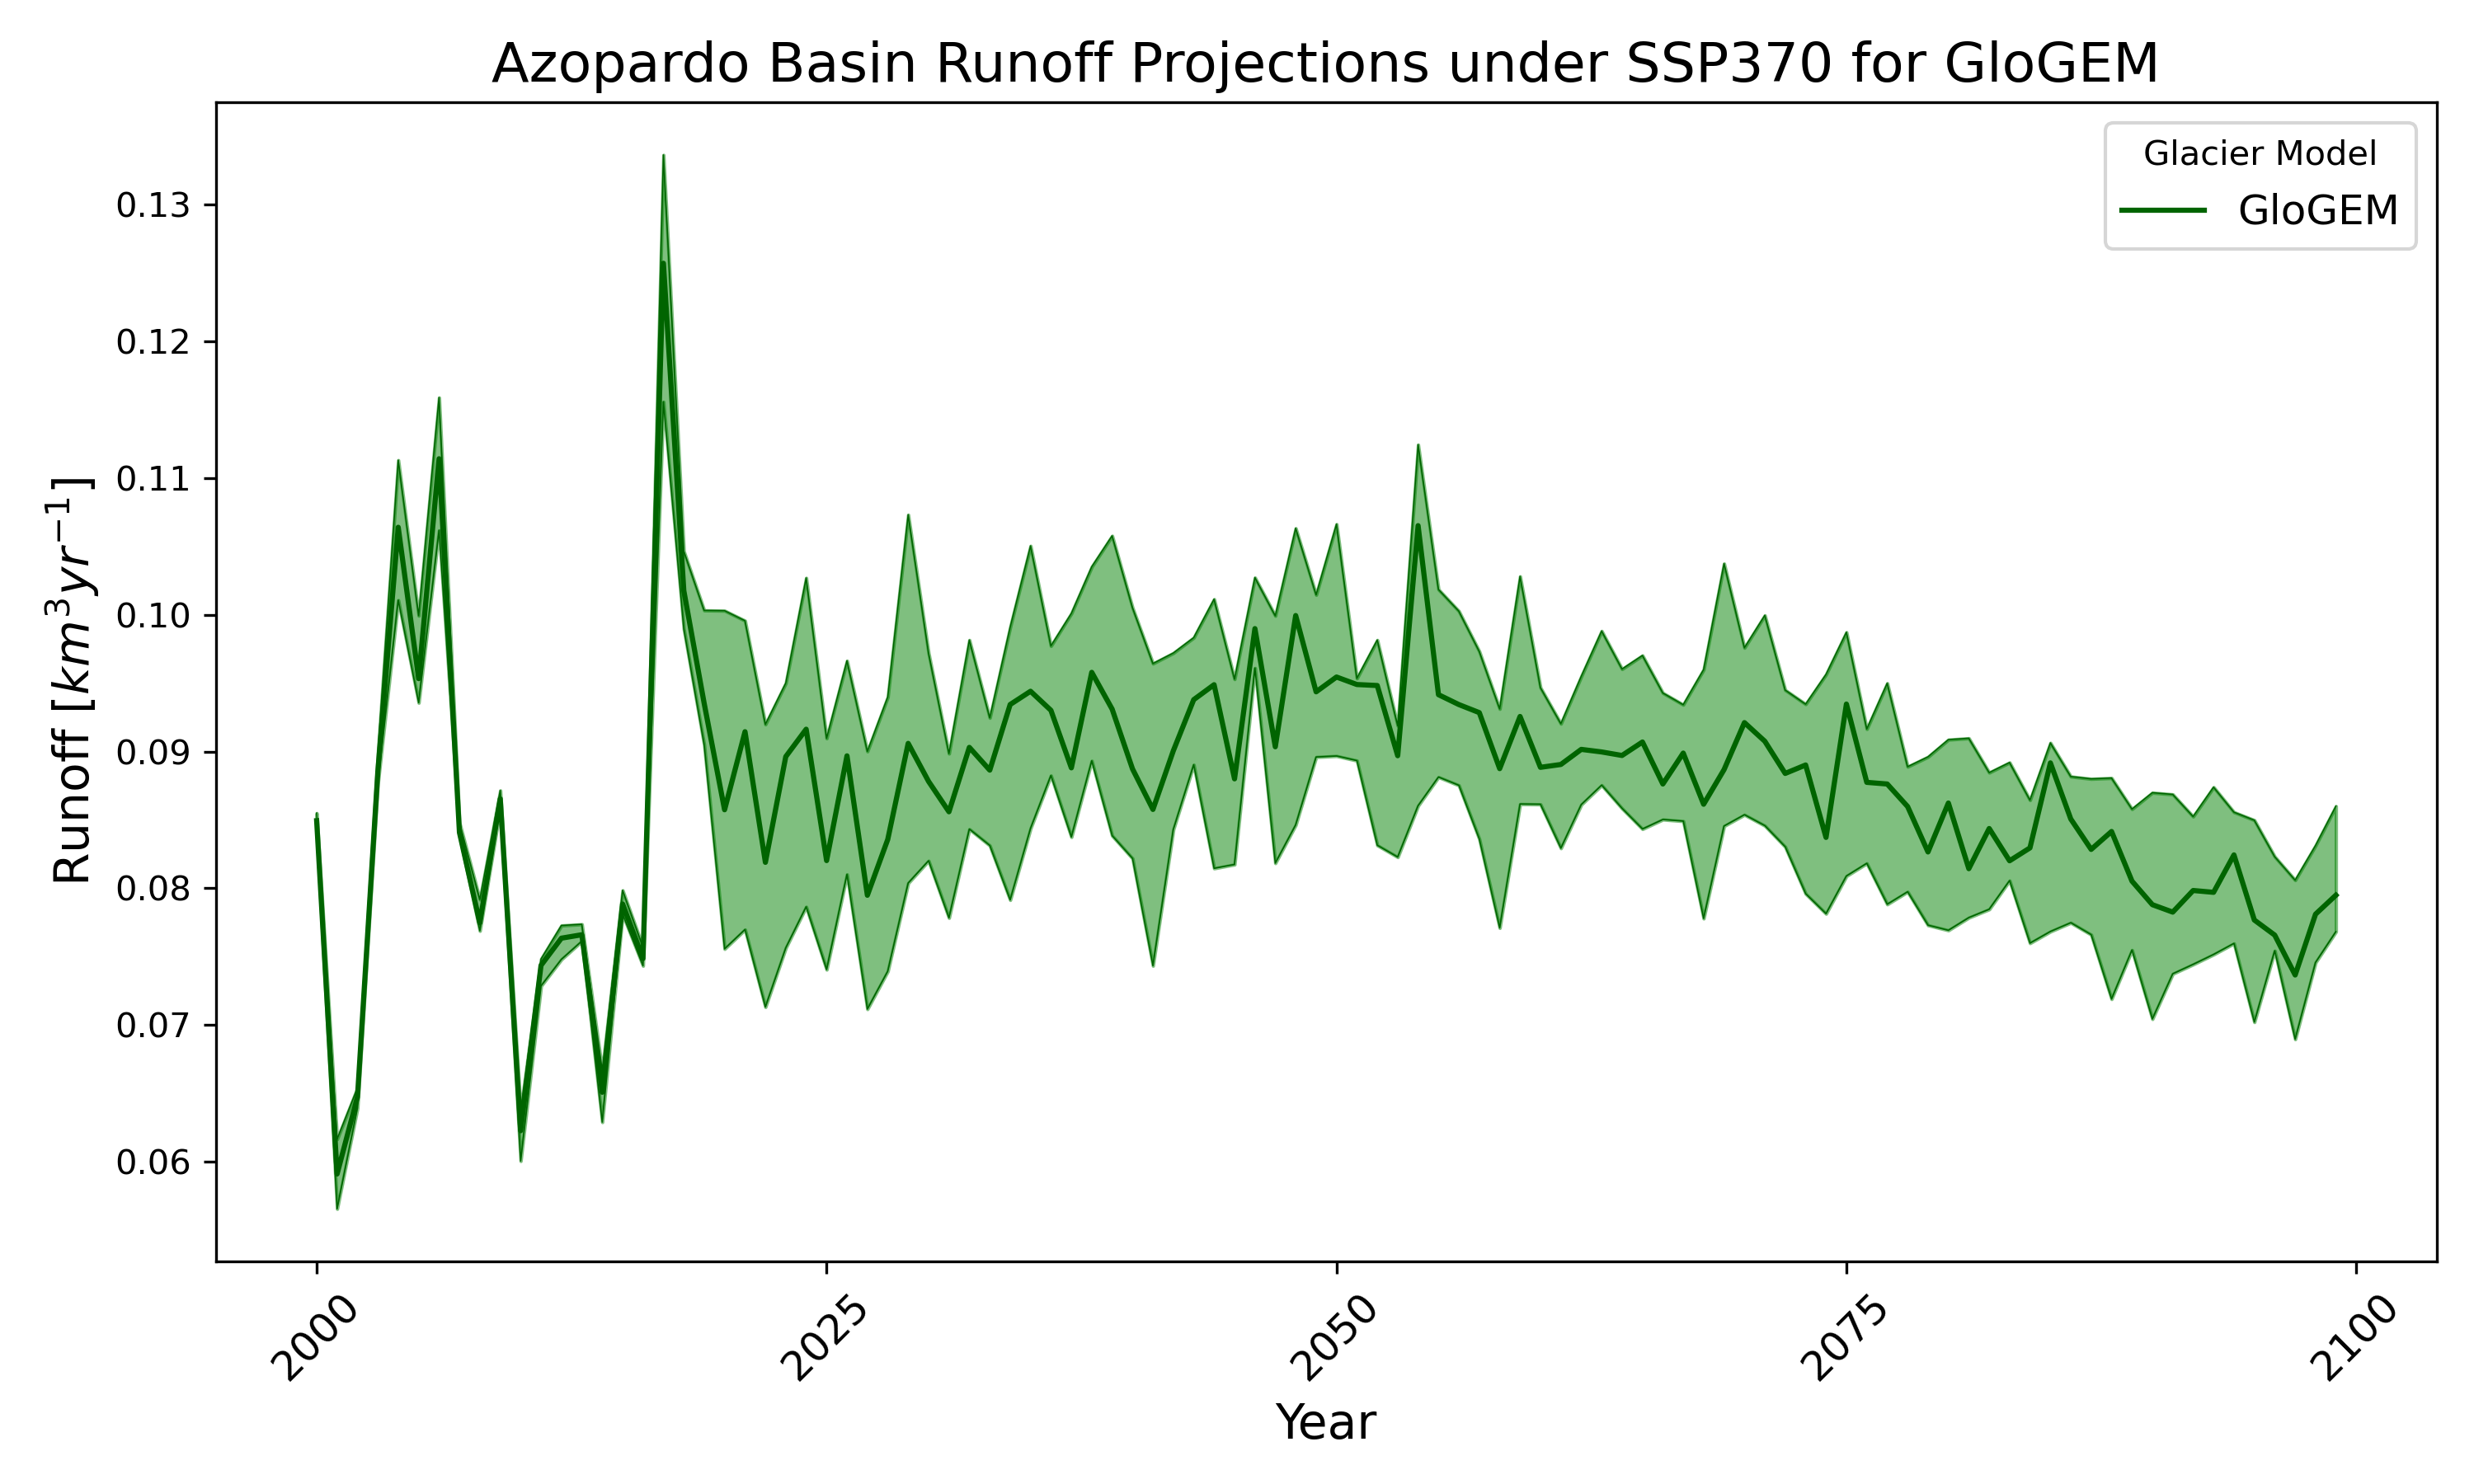 Azopardo Basin Runoff Projections under SSP370 for GloGEM
Glacier Model
GloGEM
Runoff [km³yr⁻¹]
0.13
0.12
0.11
0.10
0.09
0.08
0.07
0.06
2000
2025
2050
2075
2100
Year